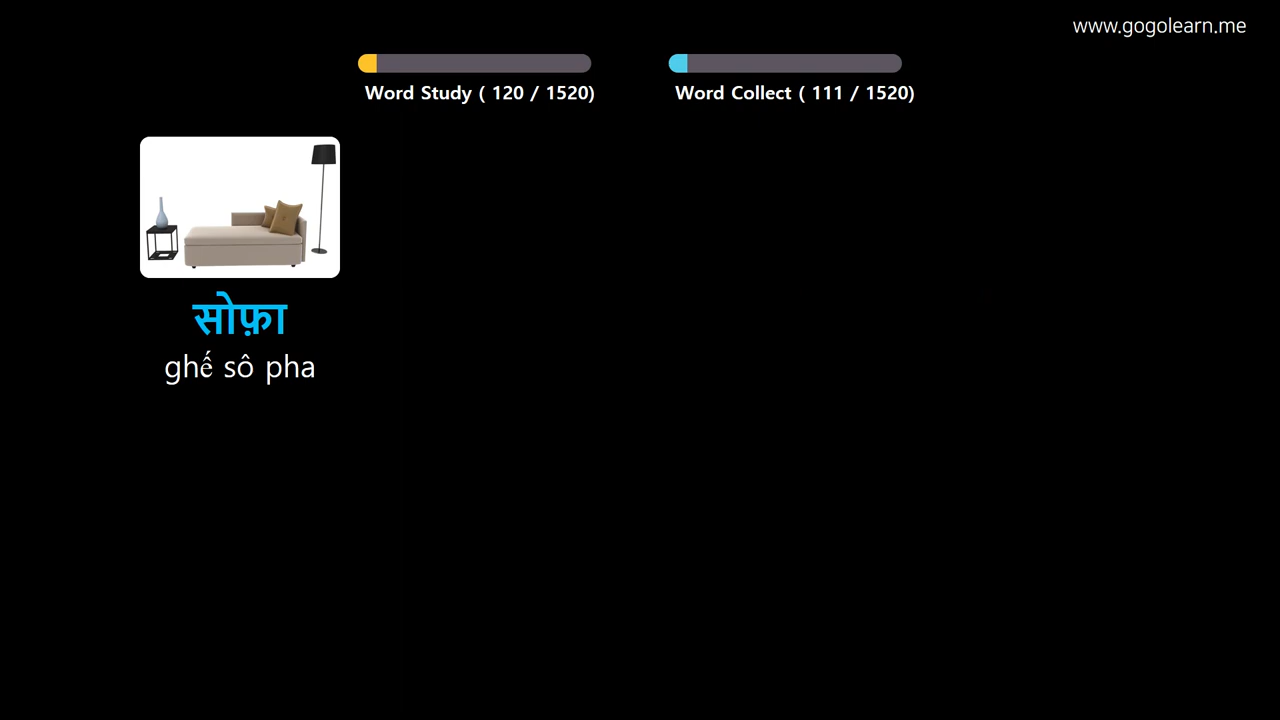 www.gogolearn.me
Word Study ( 120 / 1520)
Word Collect ( 111 / 1520)
सोफ़ा
ghế sô pha